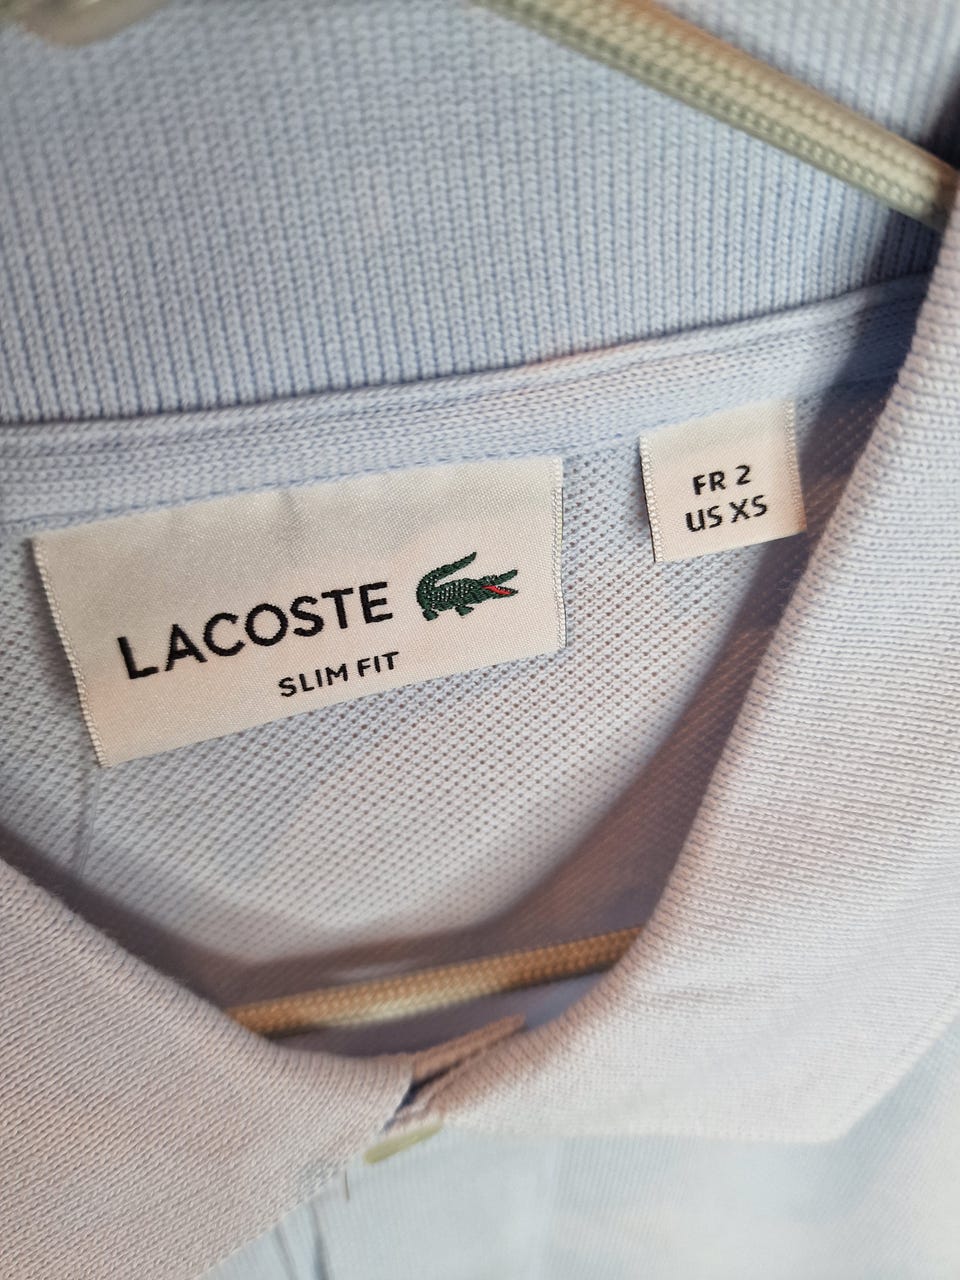 LACOSTE
SLIM FIT
FR 2
US XS